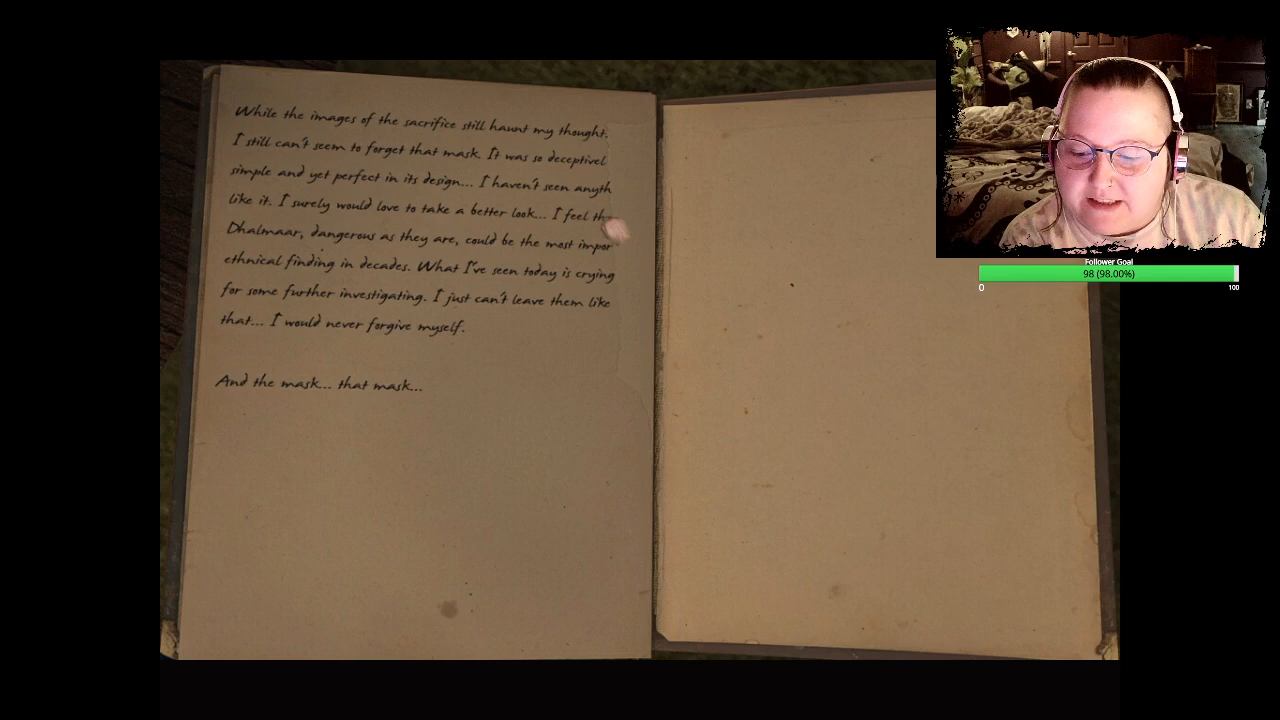 While the images of the sacrifice still haunt my thought.
I still can't seem to forget that mask. It was so deceptivel
simple and yet perfect in its design... I haven't seen anyth
like it. I surely would love to take a better look... I feel th
Dhalmaar, dangerous as they are, could be the most impor
ethnical finding in decades. What I've seen today is crying
for some further investigating. I just can't leave them like
that... I would never forgive myself.
And the mask... that mask...
Follower Goal
98 (98.00%)
0
100